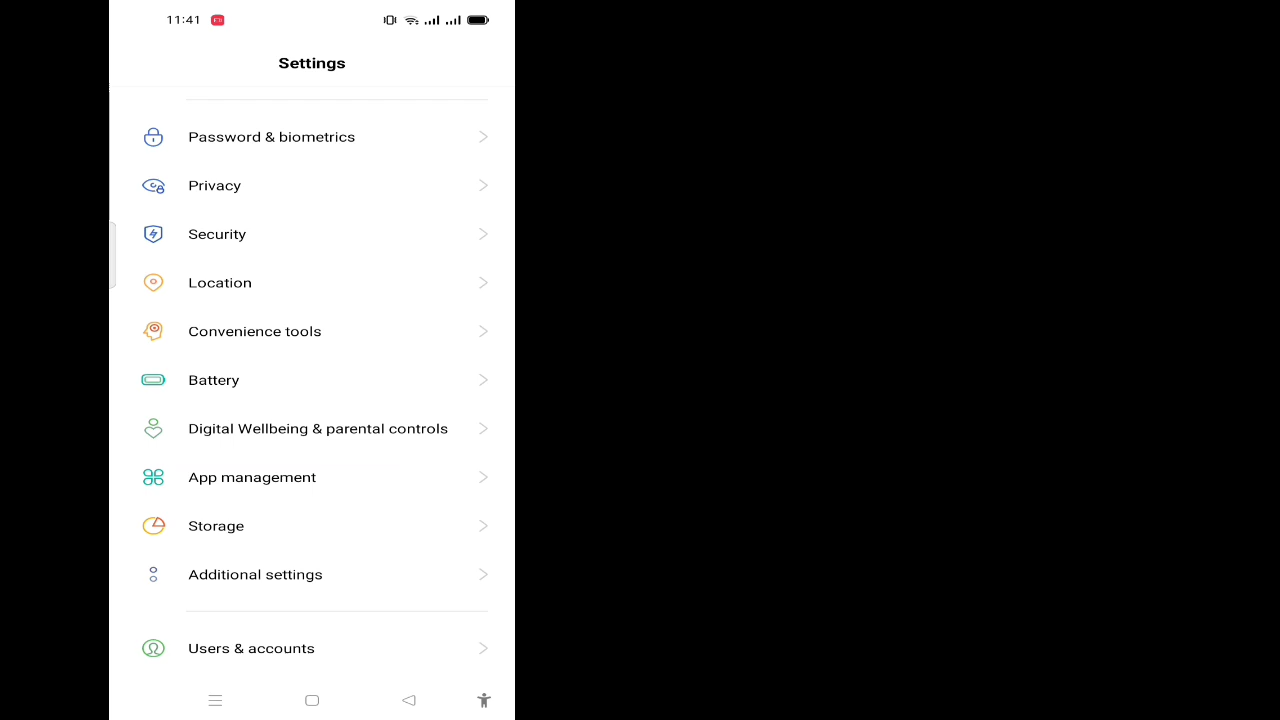 11:41
Settings
Password & biometrics
Privacy
Security
Location
Convenience tools
Battery
Digital Wellbeing & parental controls
App management
Storage
Additional settings
Users & accounts